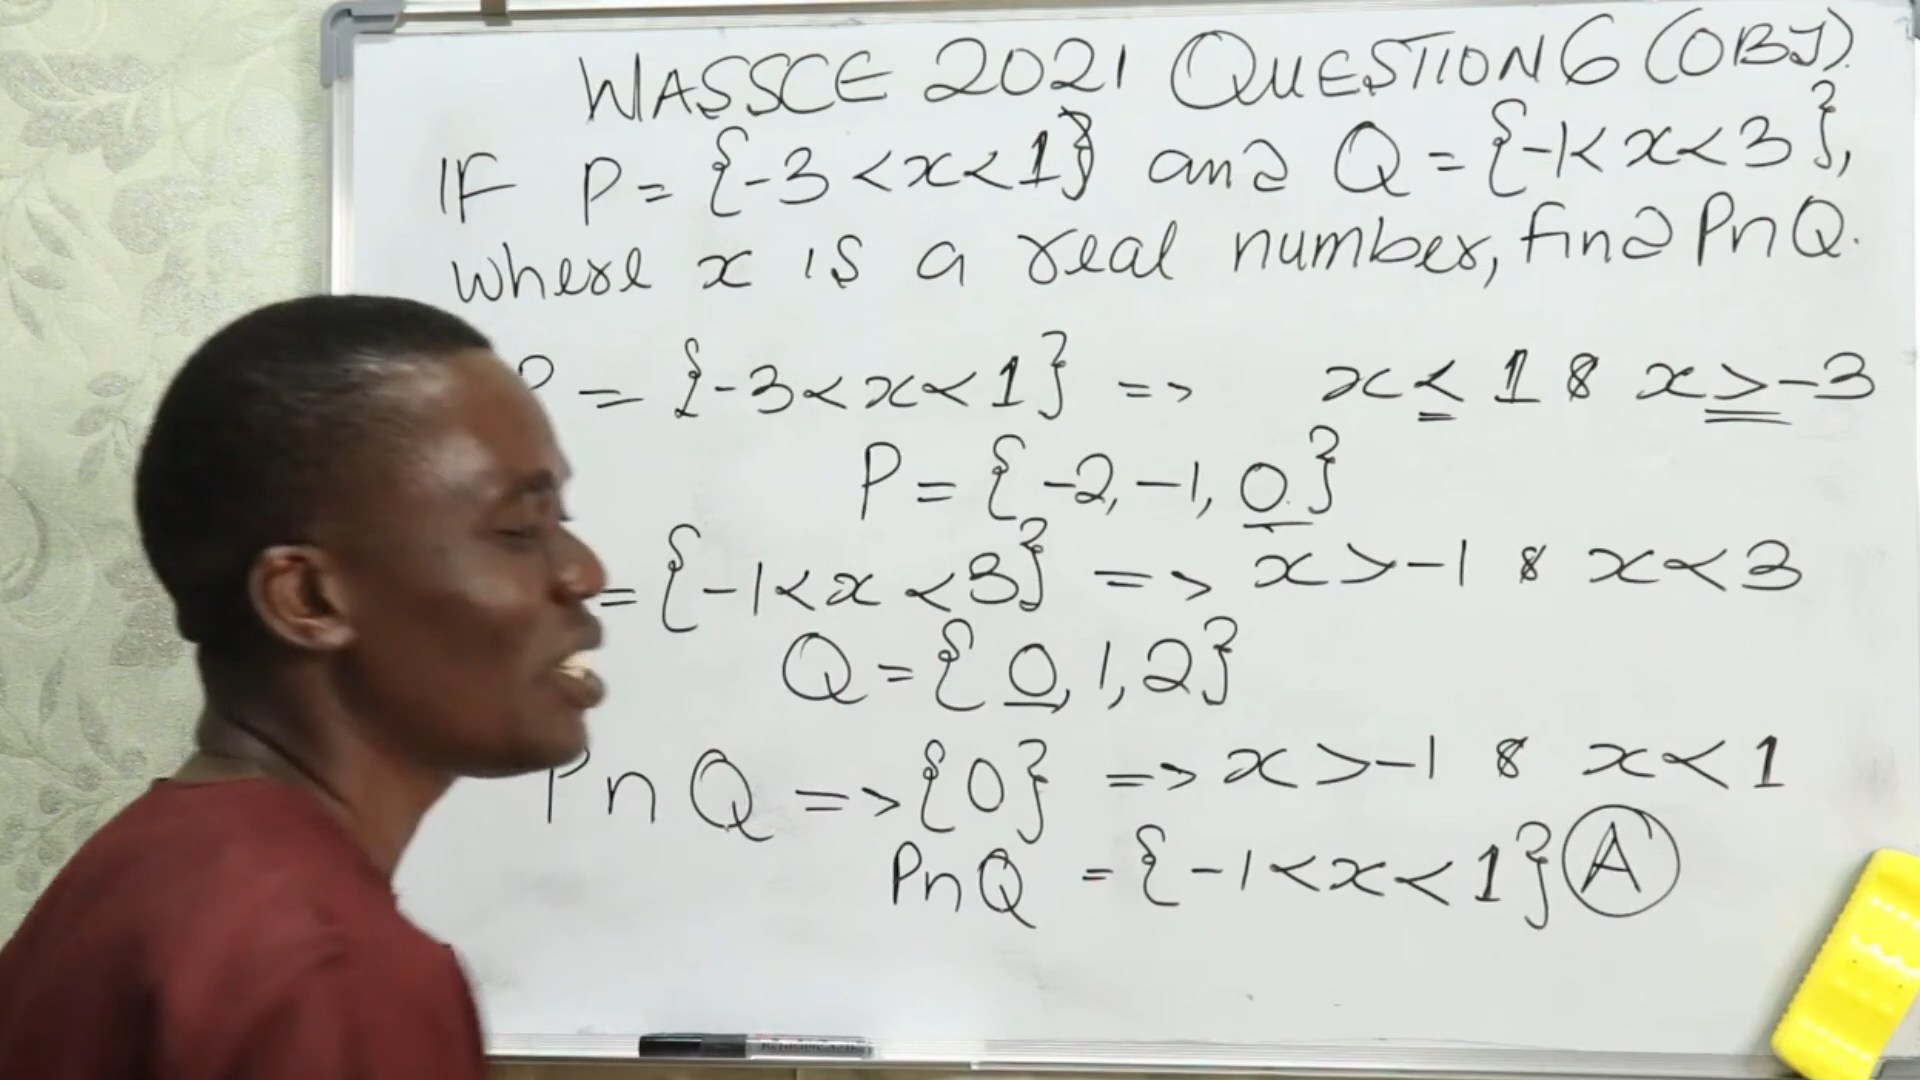 WASSCE 2021 QUESTION 6 (OBJ).
IF P = {-3 < x < 1} and Q = {-1 < x < 3},
where x is a real number, find P∩Q.
P = {-3 < x < 1} => x < 1 & x > -3
P = {-2, -1, 0}
= {-1 < x < 3} => x > -1 & x < 3
Q = {0, 1, 2}
P∩Q => {0} => x > -1 & x < 1
P∩Q = {-1 < x < 1} A